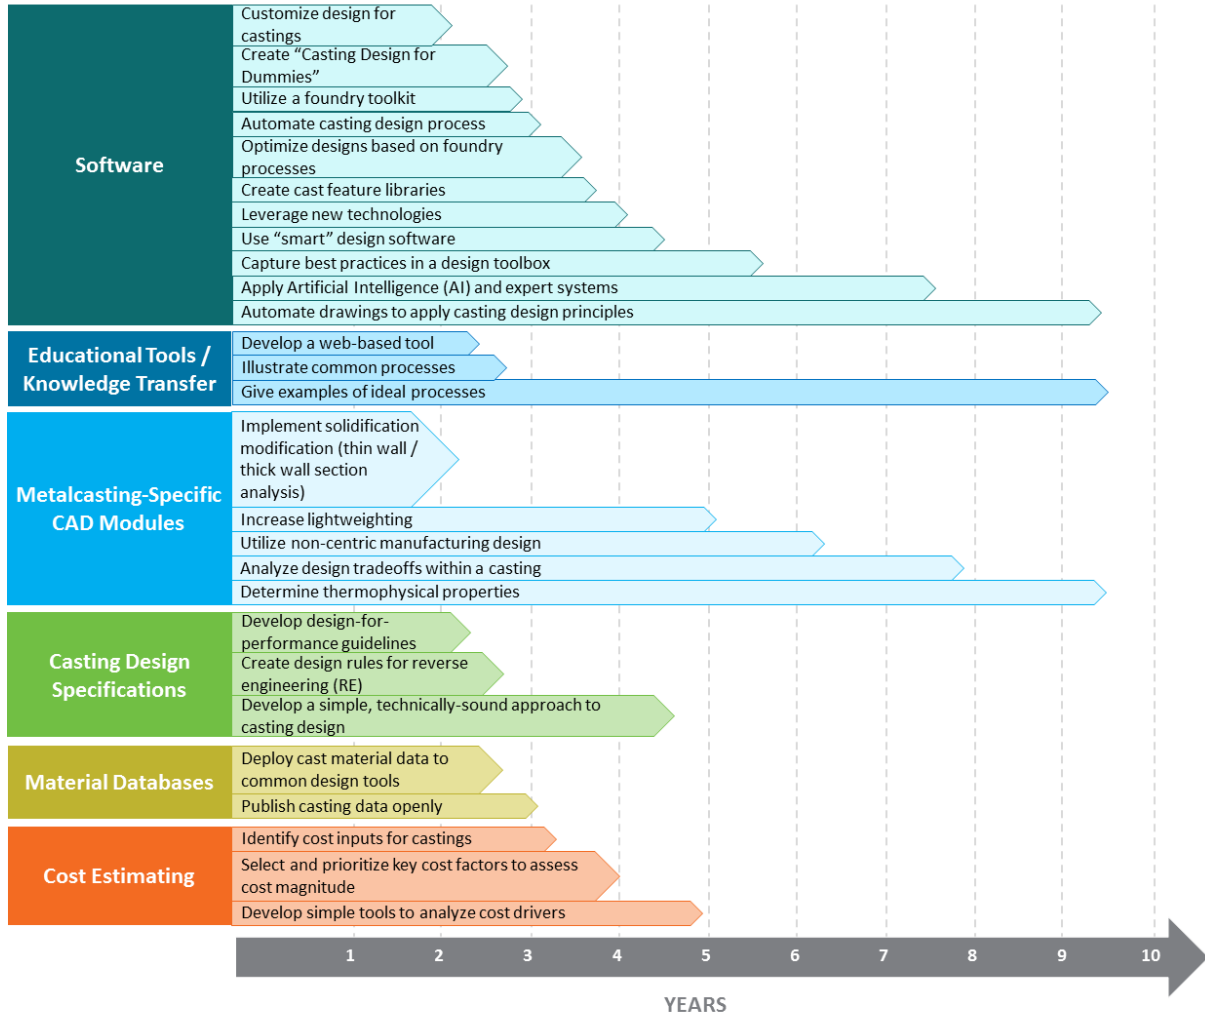 Software
Customize design for
castings
Create “Casting Design for
Dummies”
Utilize a foundry toolkit
Automate casting design process
Optimize designs based on foundry
processes
Create cast feature libraries
Leverage new technologies
Use “smart” design software
Capture best practices in a design toolbox
Apply Artificial Intelligence (AI) and expert systems
Automate drawings to apply casting design principles
Educational Tools /
Knowledge Transfer
Develop a web-based tool
Illustrate common processes
Give examples of ideal processes
Metalcasting-Specific
CAD Modules
Implement solidification
modification (thin wall /
thick wall section
analysis)
Increase lightweighting
Utilize non-centric manufacturing design
Analyze design tradeoffs within a casting
Determine thermophysical properties
Casting Design
Specifications
Develop design-for-
performance guidelines
Create design rules for reverse
engineering (RE)
Develop a simple, technically-sound approach to
casting design
Material Databases
Deploy cast material data to
common design tools
Publish casting data openly
Cost Estimating
Identify cost inputs for castings
Select and prioritize key cost factors to assess
cost magnitude
Develop simple tools to analyze cost drivers
1 2 3 4 5 6 7 8 9 10
YEARS